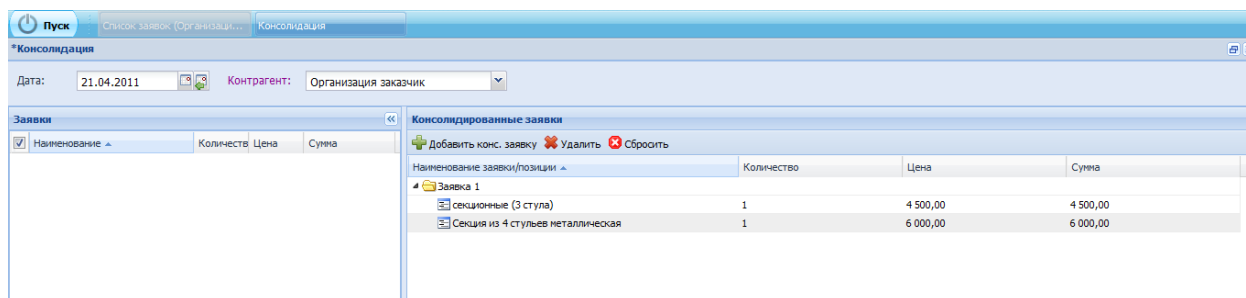 Пуск Список заявок (Организаци... Консолидация
*Консолидация
Дата: 21.04.2011 Контрагент: Организация заказчик
Заявки
Наименование Количеств Цена Сумма
Консолидированные заявки
Добавить конс. заявку Удалить Сбросить
Наименование заявки/позиции Количество Цена Сумма
Заявка 1
секционные (3 стула) 1 4 500,00 4 500,00
Секция из 4 стульев металлическая 1 6 000,00 6 000,00